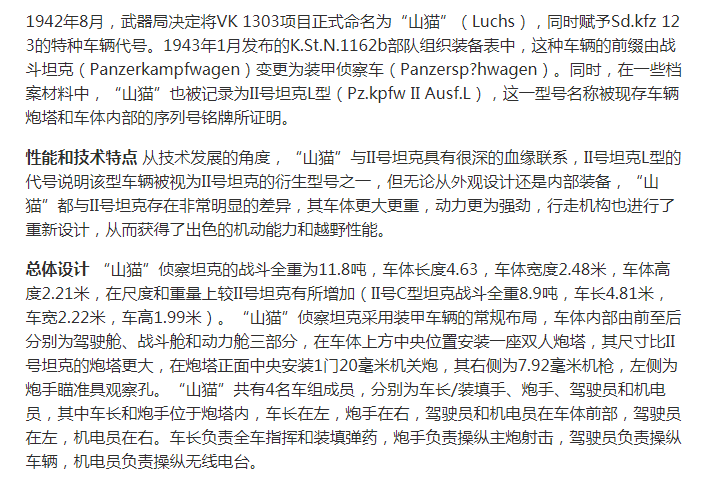 1942年8月，武器局决定将VK 1303项目正式命名为“山猫”（Luchs），同时赋予Sd.kfz 12
3的特种车辆代号。1943年1月发布的K.St.N.1162b部队组织装备表中，这种车辆的前缀由战
斗坦克（Panzerkampfwagen）变更为装甲侦察车（Panzersp?hwagen）。同时，在一些档
案材料中，“山猫”也被记录为II号坦克L型（Pz.kpfw II Ausf.L），这一型号名称被现存车辆
炮塔和车体内部的序列号铭牌所证明。
性能和技术特点 从技术发展的角度，“山猫”与II号坦克具有很深的血缘联系，II号坦克L型的
代号说明该型车辆被视为II号坦克的衍生型号之一，但无论从外观设计还是内部装备，“山
猫”都与II号坦克存在非常明显的差异，其车体更大更重，动力更为强劲，行走机构也进行了
重新设计，从而获得了出色的机动能力和越野性能。
总体设计 “山猫”侦察坦克的战斗全重为11.8吨，车体长度4.63，车体宽度2.48米，车体高
度2.21米，在尺度和重量上较II号坦克有所增加（II号C型坦克战斗全重8.9吨，车长4.81米，
车宽2.22米，车高1.99米）。“山猫”侦察坦克采用装甲车辆的常规布局，车体内部由前至后
分别为驾驶舱、战斗舱和动力舱三部分，在车体上方中央位置安装一座双人炮塔，其尺寸比II
号坦克的炮塔更大，在炮塔正面中央安装1门20毫米机关炮，其右侧为7.92毫米机枪，左侧为
炮手瞄准具观察孔。“山猫”共有4名车组成员，分别为车长/装填手、炮手、驾驶员和机电
员，其中车长和炮手位于炮塔内，车长在左，炮手在右，驾驶员和机电员在车体前部，驾驶员
在左，机电员在右。车长负责全车指挥和装填弹药，炮手负责操纵主炮射击，驾驶员负责操纵
车辆，机电员负责操纵无线电台。